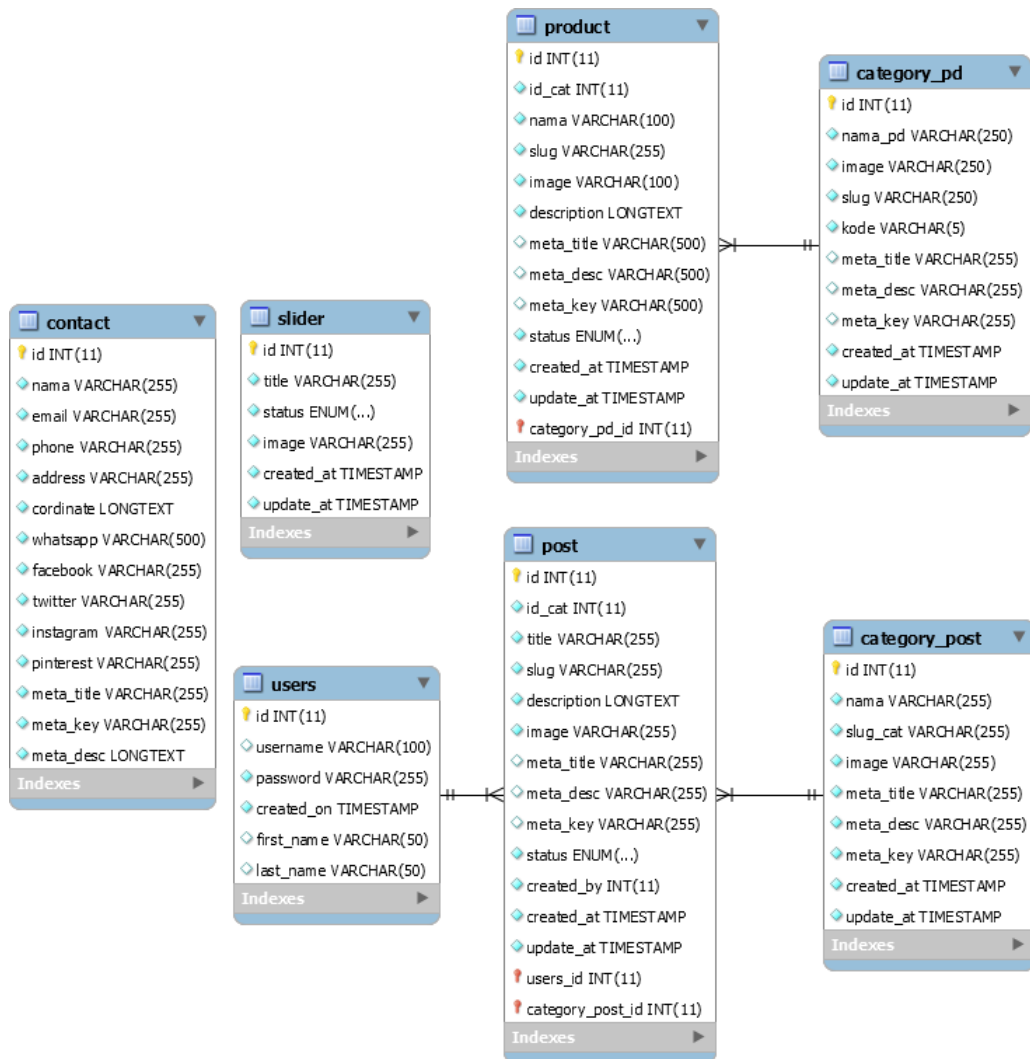 product
id INT(11)
id_cat INT(11)
nama VARCHAR(100)
slug VARCHAR(255)
image VARCHAR(100)
description LONGTEXT
meta_title VARCHAR(500)
meta_desc VARCHAR(500)
meta_key VARCHAR(500)
status ENUM(...)
created_at TIMESTAMP
update_at TIMESTAMP
category_pd_id INT(11)
Indexes
category_pd
id INT(11)
nama_pd VARCHAR(250)
image VARCHAR(250)
slug VARCHAR(250)
kode VARCHAR(5)
meta_title VARCHAR(255)
meta_desc VARCHAR(255)
meta_key VARCHAR(255)
created_at TIMESTAMP
update_at TIMESTAMP
Indexes
contact
id INT(11)
nama VARCHAR(255)
email VARCHAR(255)
phone VARCHAR(255)
address VARCHAR(255)
cordinate LONGTEXT
whatsapp VARCHAR(500)
facebook VARCHAR(255)
twitter VARCHAR(255)
instagram VARCHAR(255)
pinterest VARCHAR(255)
meta_title VARCHAR(255)
meta_key VARCHAR(255)
meta_desc LONGTEXT
Indexes
slider
id INT(11)
title VARCHAR(255)
status ENUM(...)
image VARCHAR(255)
created_at TIMESTAMP
update_at TIMESTAMP
Indexes
users
id INT(11)
username VARCHAR(100)
password VARCHAR(255)
created_on TIMESTAMP
first_name VARCHAR(50)
last_name VARCHAR(50)
Indexes
post
id INT(11)
id_cat INT(11)
title VARCHAR(255)
slug VARCHAR(255)
description LONGTEXT
image VARCHAR(255)
meta_title VARCHAR(255)
meta_desc VARCHAR(255)
meta_key VARCHAR(255)
status ENUM(...)
created_by INT(11)
created_at TIMESTAMP
update_at TIMESTAMP
users_id INT(11)
category_post_id INT(11)
Indexes
category_post
id INT(11)
nama VARCHAR(255)
slug_cat VARCHAR(255)
image VARCHAR(255)
meta_title VARCHAR(255)
meta_desc VARCHAR(255)
meta_key VARCHAR(255)
created_at TIMESTAMP
update_at TIMESTAMP
Indexes